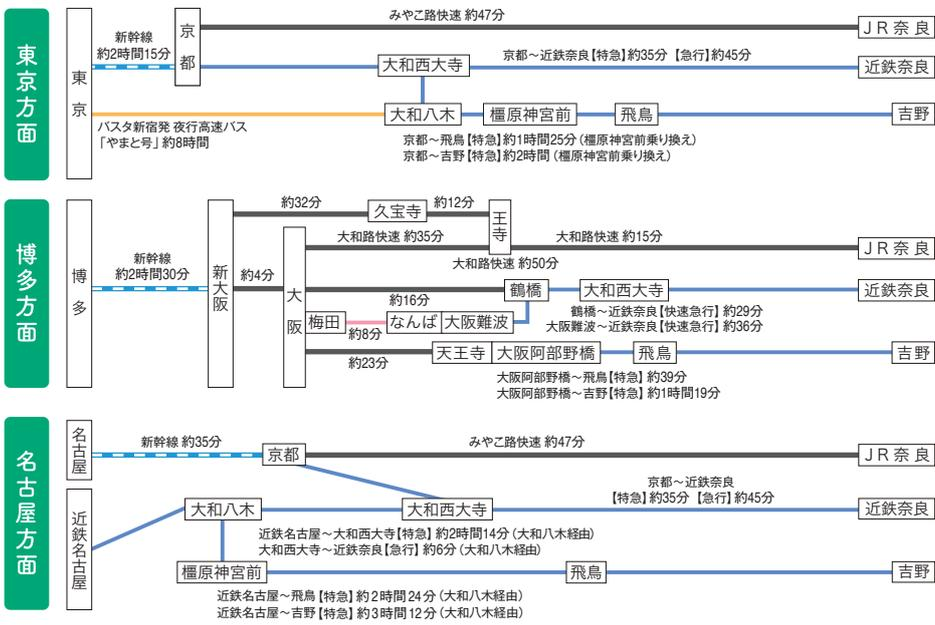 東京方面
東京
新幹線
約2時間15分
京都
みやこ路快速 約47分
JR奈良
大和西大寺
京都～近鉄奈良【特急】約35分 【急行】約45分
近鉄奈良
バスタ新宿発 夜行高速バス
「やまと号」約8時間
大和八木
橿原神宮前
飛鳥
吉野
京都～飛鳥【特急】約1時間25分（橿原神宮前乗り換え）
京都～吉野【特急】約2時間（橿原神宮前乗り換え）
博多方面
博多
新幹線
約2時間30分
新大阪
約32分
久宝寺
約12分
王寺
約4分
大阪
大和路快速 約35分
大和路快速 約15分
JR奈良
大和路快速 約50分
約16分
鶴橋
大和西大寺
近鉄奈良
梅田
約8分
なんば
大阪難波
鶴橋～近鉄奈良【快速急行】 約29分
大阪難波～近鉄奈良【快速急行】 約36分
約23分
天王寺
大阪阿部野橋
飛鳥
吉野
大阪阿部野橋～飛鳥【特急】 約39分
大阪阿部野橋～吉野【特急】 約1時間19分
名古屋方面
名古屋
新幹線 約35分
京都
みやこ路快速 約47分
JR奈良
近鉄名古屋
大和八木
大和西大寺
京都～近鉄奈良
【特急】約35分 【急行】約45分
近鉄奈良
近鉄名古屋～大和西大寺【特急】 約2時間14分（大和八木経由）
大和西大寺～近鉄奈良【急行】 約6分（大和八木経由）
橿原神宮前
飛鳥
吉野
近鉄名古屋～飛鳥【特急】約2時間24分（大和八木経由）
近鉄名古屋～吉野【特急】約3時間12分（大和八木経由）